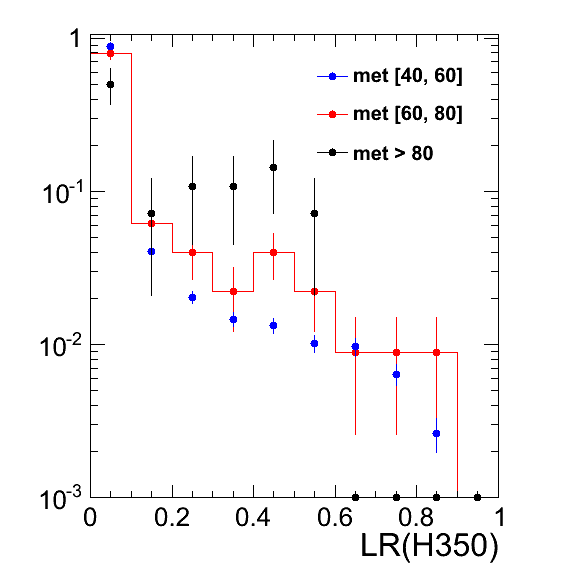 1
met [40, 60]
met [60, 80]
met > 80
10-1
10-2
10-3
0 0.2 0.4 0.6 0.8 1
LR(H350)